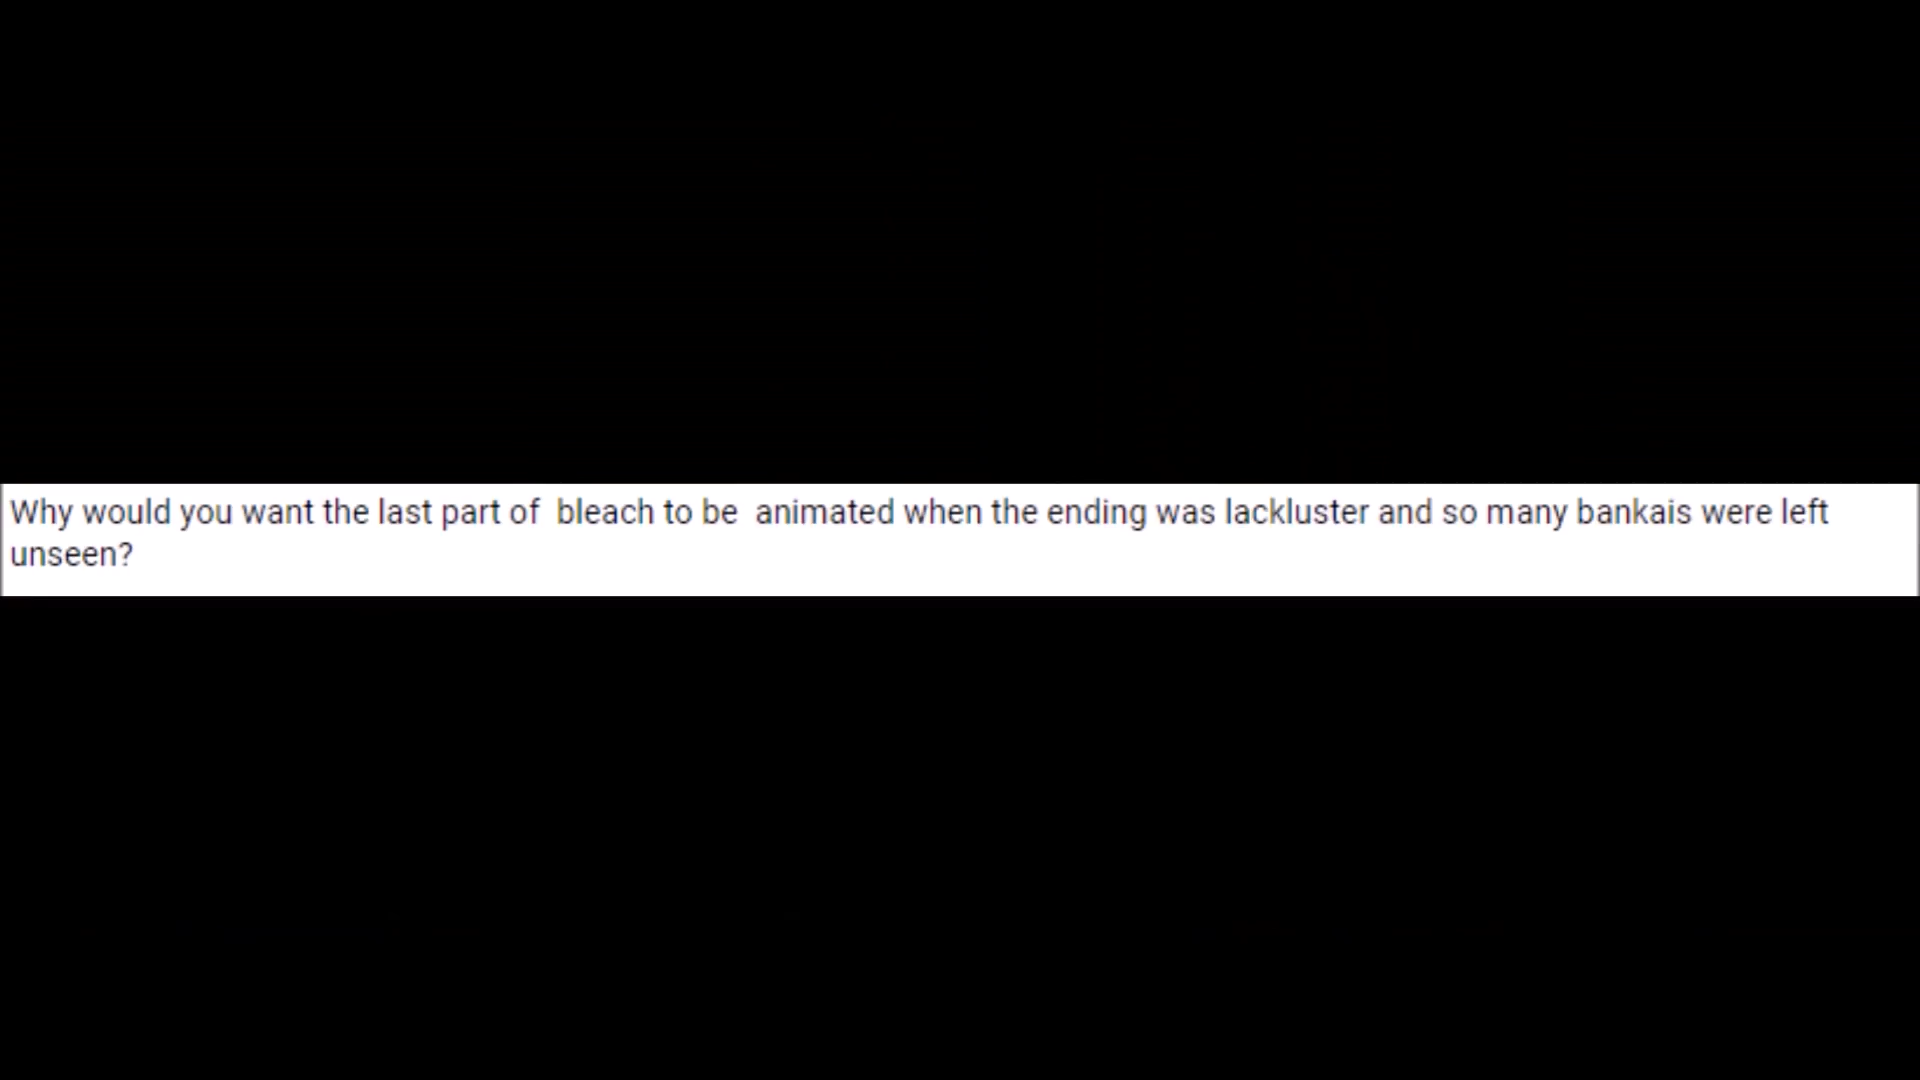 Why would you want the last part of  bleach to be  animated when the ending was lackluster and so many bankais were left
unseen?